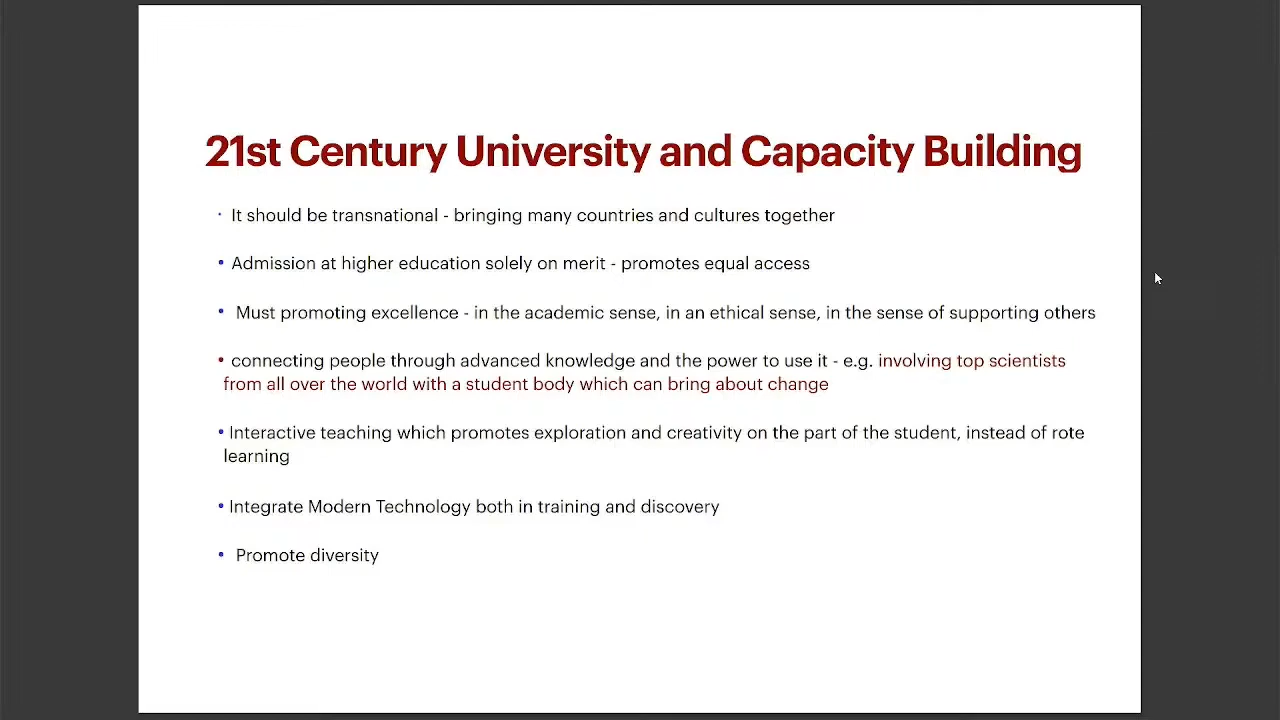 21st Century University and Capacity Building
· It should be transnational - bringing many countries and cultures together
• Admission at higher education solely on merit - promotes equal access
• Must promoting excellence - in the academic sense, in an ethical sense, in the sense of supporting others
• connecting people through advanced knowledge and the power to use it - e.g. involving top scientists
from all over the world with a student body which can bring about change
• Interactive teaching which promotes exploration and creativity on the part of the student, instead of rote
learning
• Integrate Modern Technology both in training and discovery
• Promote diversity